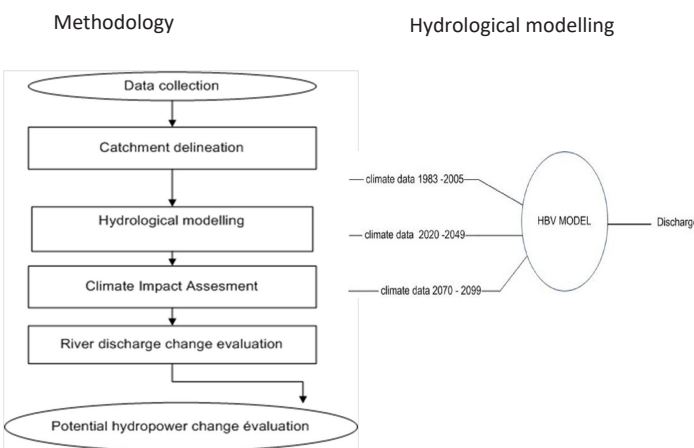 Methodology
Hydrological modelling
Data collection
Catchment delineation
Hydrological modelling
Climate Impact Assesment
River discharge change evaluation
Potential hydropower change évaluation
climate data 1983 -2005
climate data 2020 -2049
climate data 2070 - 2099
HBV MODEL
Discharg